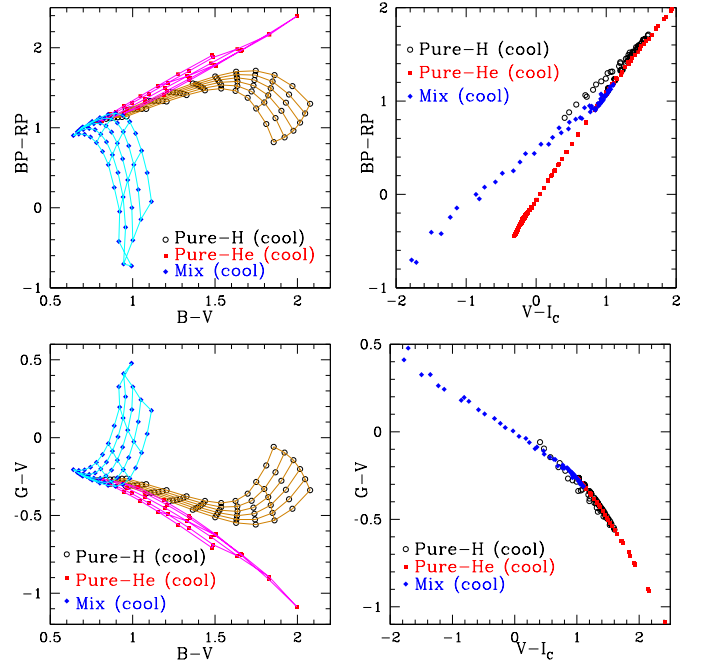 2
1
0
−1
BP−RP
Pure−H (cool)
Pure−He (cool)
Mix (cool)
0.5 1 1.5 2
B−V
2
1
0
−1
BP−RP
Pure−H (cool)
Pure−He (cool)
Mix (cool)
−2 −1 0 1 2
V−Ic
0.5
0
−0.5
−1
G−V
Pure−H (cool)
Pure−He (cool)
Mix (cool)
0.5 1 1.5 2
B−V
0.5
0
−0.5
−1
G−V
Pure−H (cool)
Pure−He (cool)
Mix (cool)
−2 −1 0 1 2
V−Ic